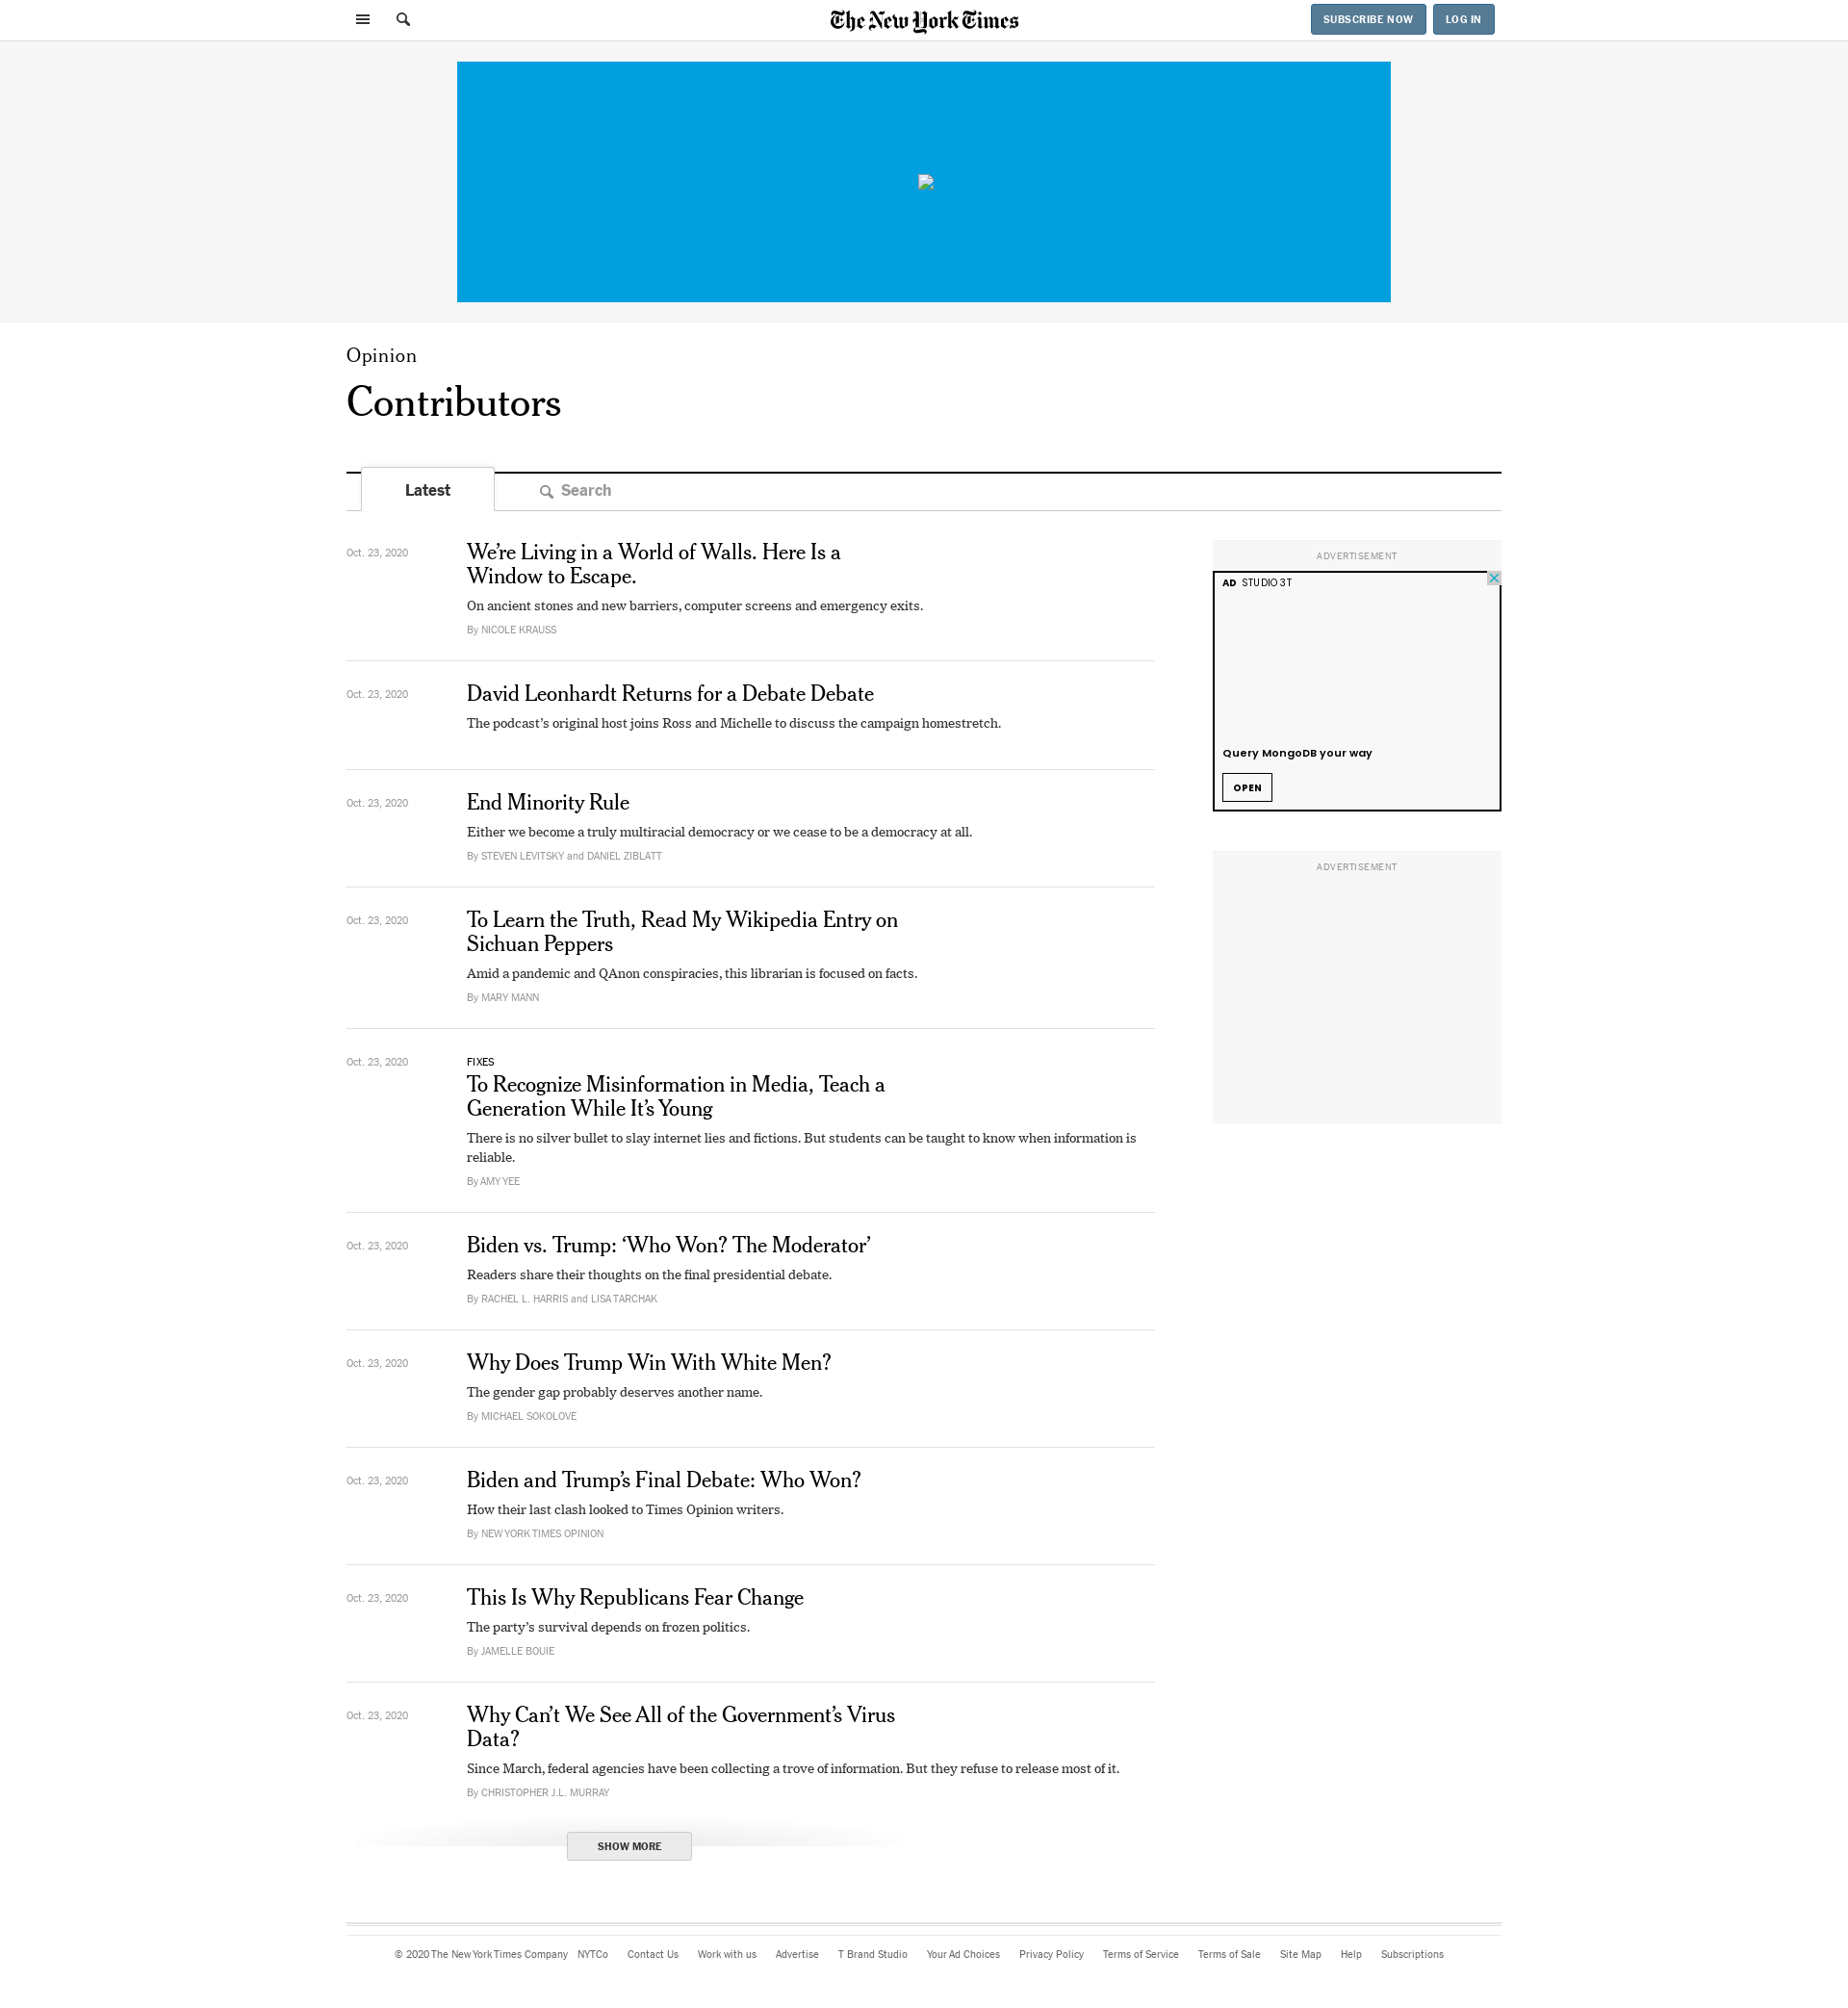 The New York Times
SUBSCRIBE NOW
LOG IN
Opinion
Contributors
Latest
Search
Oct. 23, 2020
We’re Living in a World of Walls. Here Is a
Window to Escape.
On ancient stones and new barriers, computer screens and emergency exits.
By NICOLE KRAUSS
Oct. 23, 2020
David Leonhardt Returns for a Debate Debate
The podcast’s original host joins Ross and Michelle to discuss the campaign homestretch.
Oct. 23, 2020
End Minority Rule
Either we become a truly multiracial democracy or we cease to be a democracy at all.
By STEVEN LEVITSKY and DANIEL ZIBLATT
Oct. 23, 2020
To Learn the Truth, Read My Wikipedia Entry on
Sichuan Peppers
Amid a pandemic and QAnon conspiracies, this librarian is focused on facts.
By MARY MANN
Oct. 23, 2020
FIXES
To Recognize Misinformation in Media, Teach a
Generation While It’s Young
There is no silver bullet to slay internet lies and fictions. But students can be taught to know when information is
reliable.
By AMY YEE
Oct. 23, 2020
Biden vs. Trump: ‘Who Won? The Moderator’
Readers share their thoughts on the final presidential debate.
By RACHEL L. HARRIS and LISA TARCHAK
Oct. 23, 2020
Why Does Trump Win With White Men?
The gender gap probably deserves another name.
By MICHAEL SOKOLOVE
Oct. 23, 2020
Biden and Trump’s Final Debate: Who Won?
How their last clash looked to Times Opinion writers.
By NEW YORK TIMES OPINION
Oct. 23, 2020
This Is Why Republicans Fear Change
The party’s survival depends on frozen politics.
By JAMELLE BOUIE
Oct. 23, 2020
Why Can’t We See All of the Government’s Virus
Data?
Since March, federal agencies have been collecting a trove of information. But they refuse to release most of it.
By CHRISTOPHER J.L. MURRAY
SHOW MORE
ADVERTISEMENT
AD STUDIO 3T
Query MongoDB your way
OPEN
ADVERTISEMENT
© 2020 The New York Times Company NYTCo Contact Us Work with us Advertise T Brand Studio Your Ad Choices Privacy Policy Terms of Service Terms of Sale Site Map Help Subscriptions